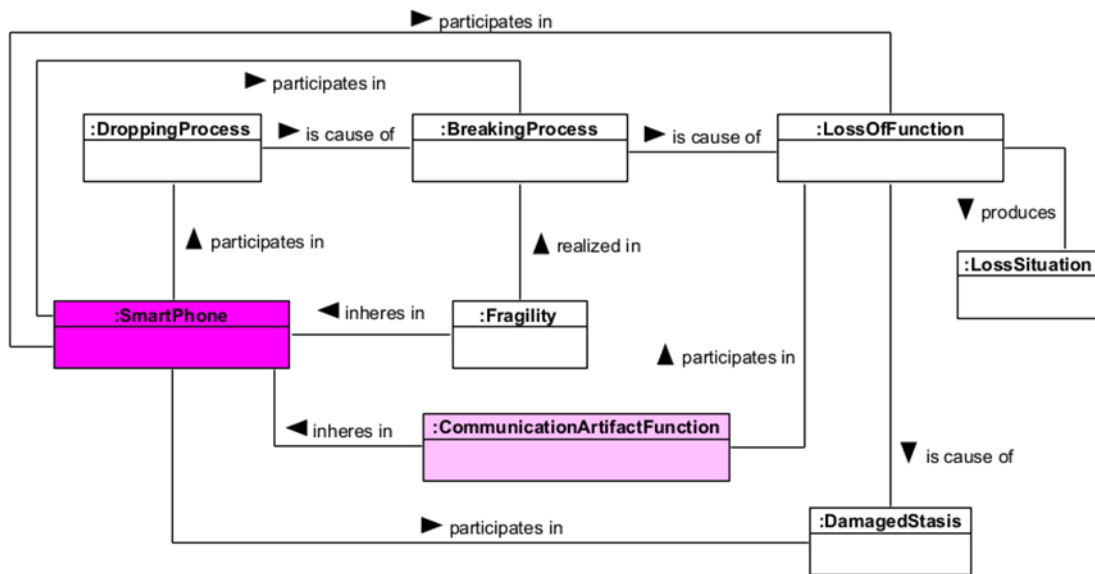 participates in
participates in
:DroppingProcess
is cause of
:BreakingProcess
is cause of
:LossOfFunction
produces
participates in
realized in
:LossSituation
:SmartPhone
inheres in
:Fragility
participates in
inheres in
:CommunicationArtifactFunction
is cause of
participates in
:DamagedStasis